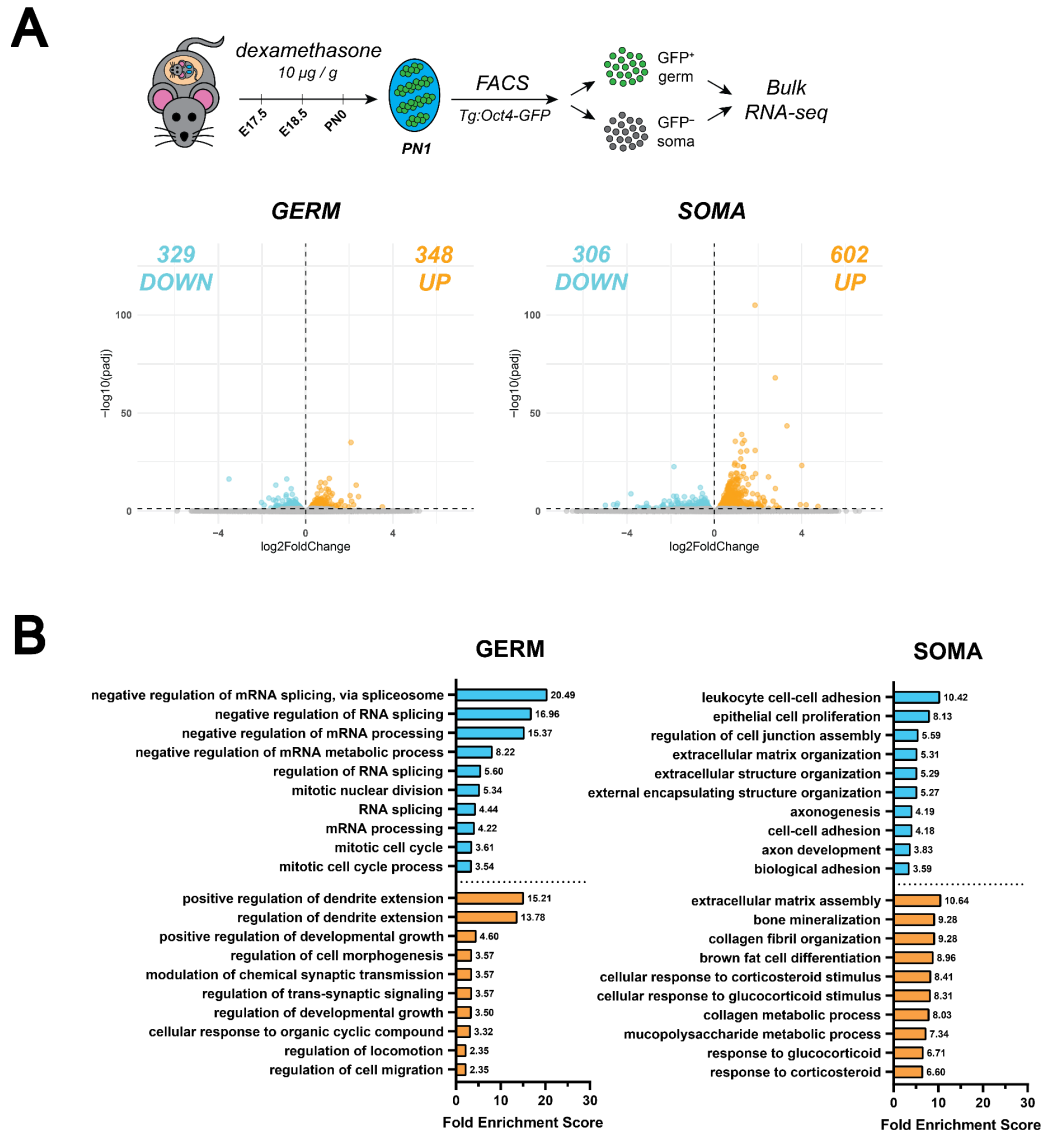 A
dexamethasone
10 µg / g
E17.5
E18.5
PN0
PN1
FACS
Tg:Oct4-GFP
GFP+
germ
GFP–
soma
Bulk
RNA-seq
GERM
329
DOWN
348
UP
100
50
0
−log10(padj)
−4
0
4
log2FoldChange
SOMA
306
DOWN
602
UP
100
50
0
−log10(padj)
−4
0
4
log2FoldChange
B
GERM
negative regulation of mRNA splicing, via spliceosome 20.49
negative regulation of RNA splicing 16.96
negative regulation of mRNA processing 15.37
negative regulation of mRNA metabolic process 8.22
regulation of RNA splicing 5.60
mitotic nuclear division 5.34
RNA splicing 4.44
mRNA processing 4.22
mitotic cell cycle 3.61
mitotic cell cycle process 3.54
positive regulation of dendrite extension 15.21
regulation of dendrite extension 13.78
positive regulation of developmental growth 4.60
regulation of cell morphogenesis 3.57
modulation of chemical synaptic transmission 3.57
regulation of trans-synaptic signaling 3.57
regulation of developmental growth 3.50
cellular response to organic cyclic compound 3.32
regulation of locomotion 2.35
regulation of cell migration 2.35
0 10 20 30
Fold Enrichment Score
SOMA
leukocyte cell-cell adhesion 10.42
epithelial cell proliferation 8.13
regulation of cell junction assembly 5.59
extracellular matrix organization 5.31
extracellular structure organization 5.29
external encapsulating structure organization 5.27
axonogenesis 4.19
cell-cell adhesion 4.18
axon development 3.83
biological adhesion 3.59
extracellular matrix assembly 10.64
bone mineralization 9.28
collagen fibril organization 9.28
brown fat cell differentiation 8.96
cellular response to corticosteroid stimulus 8.41
cellular response to glucocorticoid stimulus 8.31
collagen metabolic process 8.03
mucopolysaccharide metabolic process 7.34
response to glucocorticoid 6.71
response to corticosteroid 6.60
0 10 20 30
Fold Enrichment Score